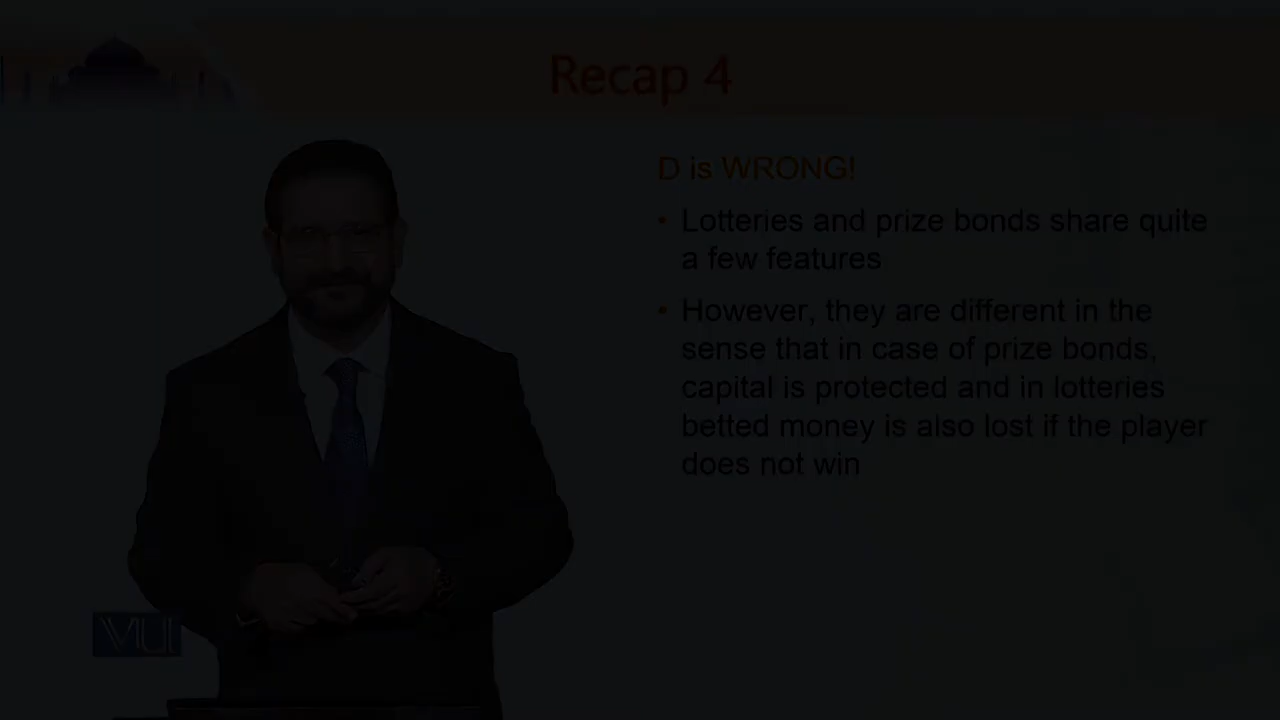 Recap 4
D is WRONG!
• Lotteries and prize bonds share quite
a few features
• However, they are different in the
sense that in case of prize bonds,
capital is protected and in lotteries
betted money is also lost if the player
does not win
VU